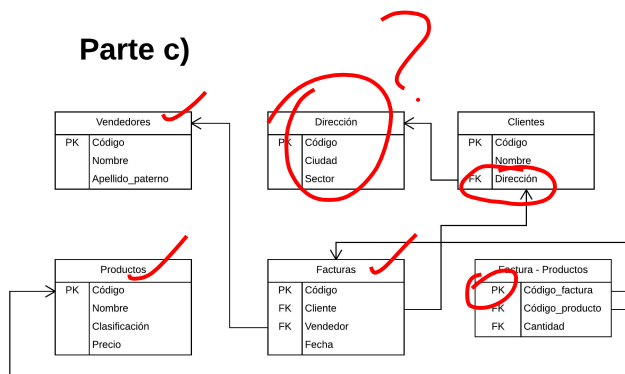 Parte c)
?
Vendedores
PK Código
Nombre
Apellido_paterno
Dirección
PK Código
Ciudad
Sector
Clientes
PK Código
Nombre
FK Dirección
Productos
PK Código
Nombre
Clasificación
Precio
Facturas
PK Código
FK Cliente
FK Vendedor
Fecha
Factura - Productos
PK Código_factura
FK Código_producto
FK Cantidad